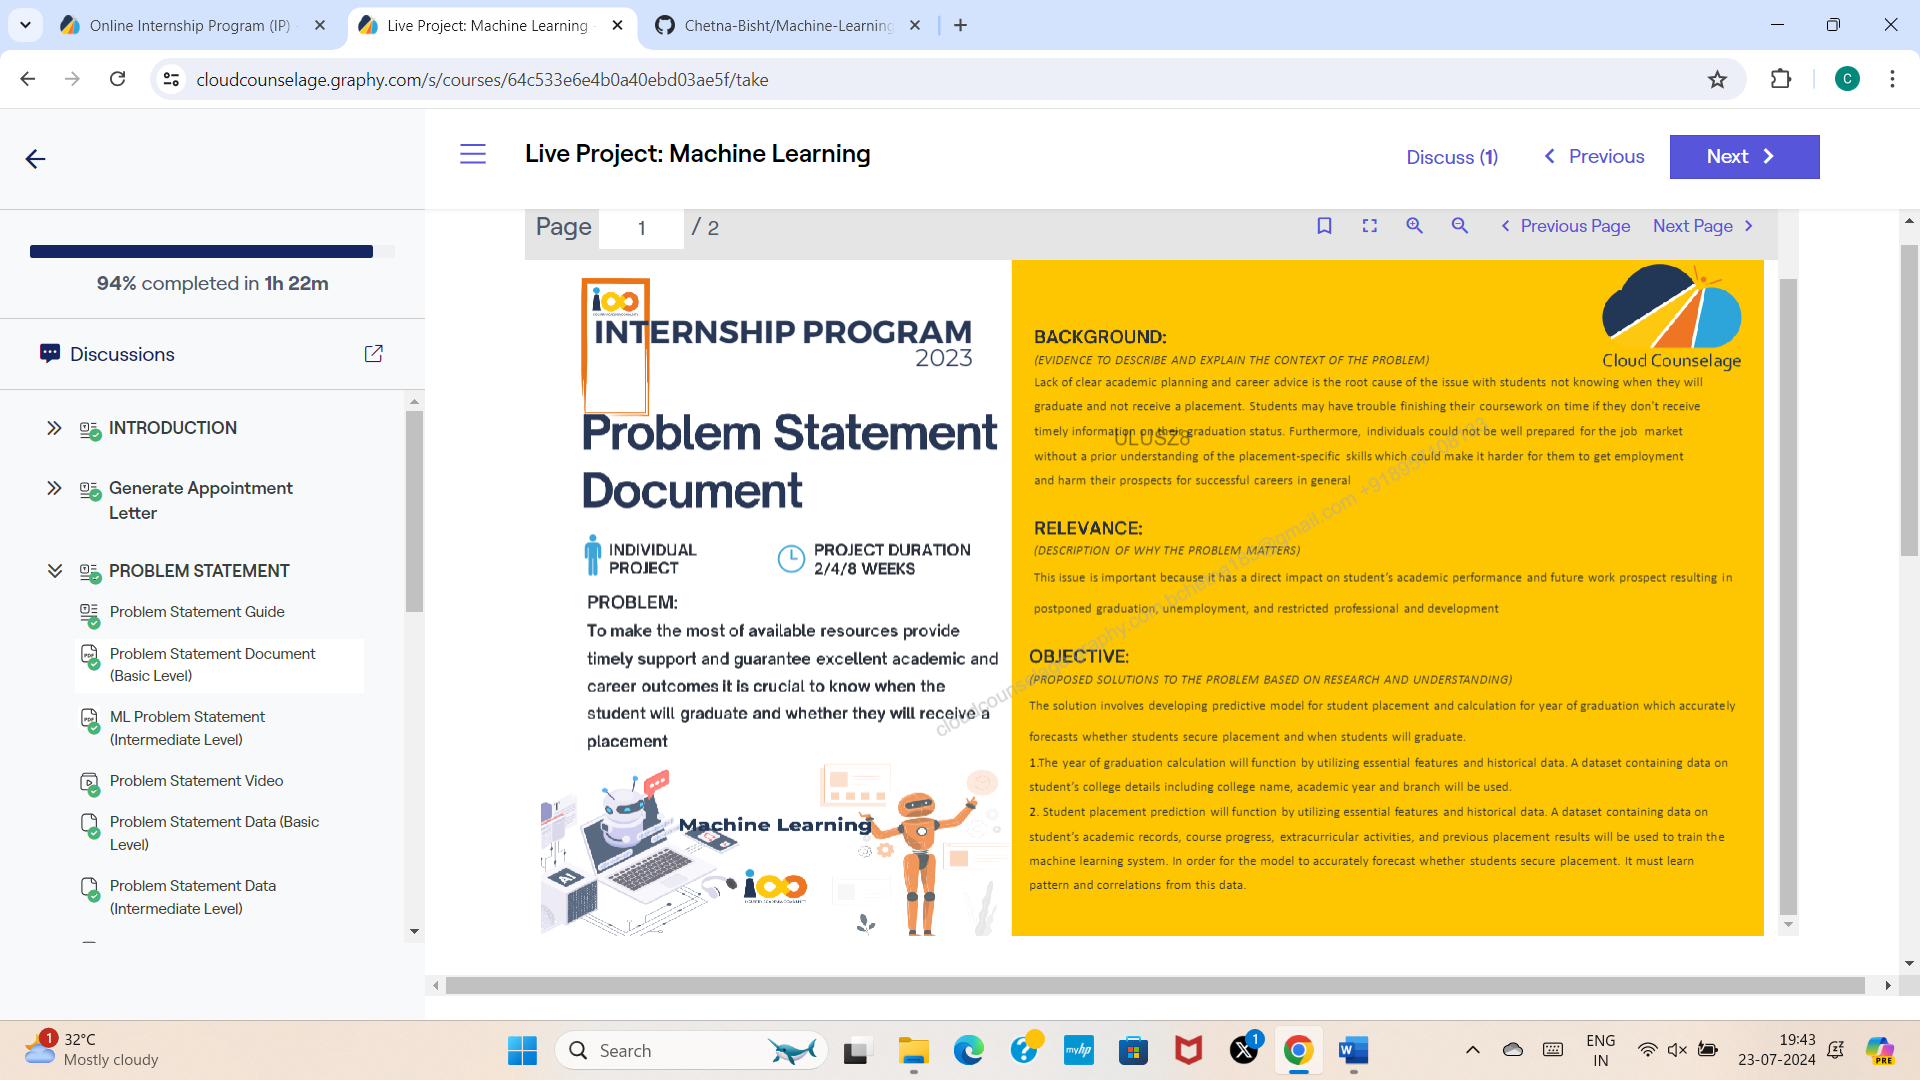 Online Internship Program (IP)
Live Project: Machine Learning
Chetna-Bisht/Machine-Learning
cloudcounselage.graphy.com/s/courses/64c533e6e4b0a40ebd03ae5f/take
C
Live Project: Machine Learning
Discuss (1)
Previous
Next
94% completed in 1h 22m
Discussions
INTRODUCTION
Generate Appointment
Letter
PROBLEM STATEMENT
Problem Statement Guide
Problem Statement Document
(Basic Level)
ML Problem Statement
(Intermediate Level)
Problem Statement Video
Problem Statement Data (Basic
Level)
Problem Statement Data
(Intermediate Level)
Page 1 / 2
Previous Page
Next Page
INTERNSHIP PROGRAM
2023
Problem Statement
Document
INDIVIDUAL
PROJECT
PROJECT DURATION
2/4/8 WEEKS
PROBLEM:
To make the most of available resources provide
timely support and guarantee excellent academic and
career outcomes it is crucial to know when the
student will graduate and whether they will receive a
placement
Machine Learning
AI
Cloud Counselage
BACKGROUND:
(EVIDENCE TO DESCRIBE AND EXPLAIN THE CONTEXT OF THE PROBLEM)
Lack of clear academic planning and career advice is the root cause of the issue with students not knowing when they will
graduate and not receive a placement. Students may have trouble finishing their coursework on time if they don't receive
timely information on their graduation status. Furthermore, individuals could not be well prepared for the job market
ULUSZ8
without a prior understanding of the placement-specific skills which could make it harder for them to get employment
and harm their prospects for successful careers in general
RELEVANCE:
(DESCRIPTION OF WHY THE PROBLEM MATTERS)
This issue is important because it has a direct impact on student's academic performance and future work prospect resulting in
postponed graduation, unemployment, and restricted professional and development
OBJECTIVE:
(PROPOSED SOLUTIONS TO THE PROBLEM BASED ON RESEARCH AND UNDERSTANDING)
The solution involves developing predictive model for student placement and calculation for year of graduation which accurately
forecasts whether students secure placement and when students will graduate.
1.The year of graduation calculation will function by utilizing essential features and historical data. A dataset containing data on
student's college details including college name, academic year and branch will be used.
2. Student placement prediction will function by utilizing essential features and historical data. A dataset containing data on
student's academic records, course progress, extracurricular activities, and previous placement results will be used to train the
machine learning system. In order for the model to accurately forecast whether students secure placement. It must learn
pattern and correlations from this data.
1
32°C
Mostly cloudy
Search
myhp
1
W
ENG
IN
19:43
23-07-2024
PRE